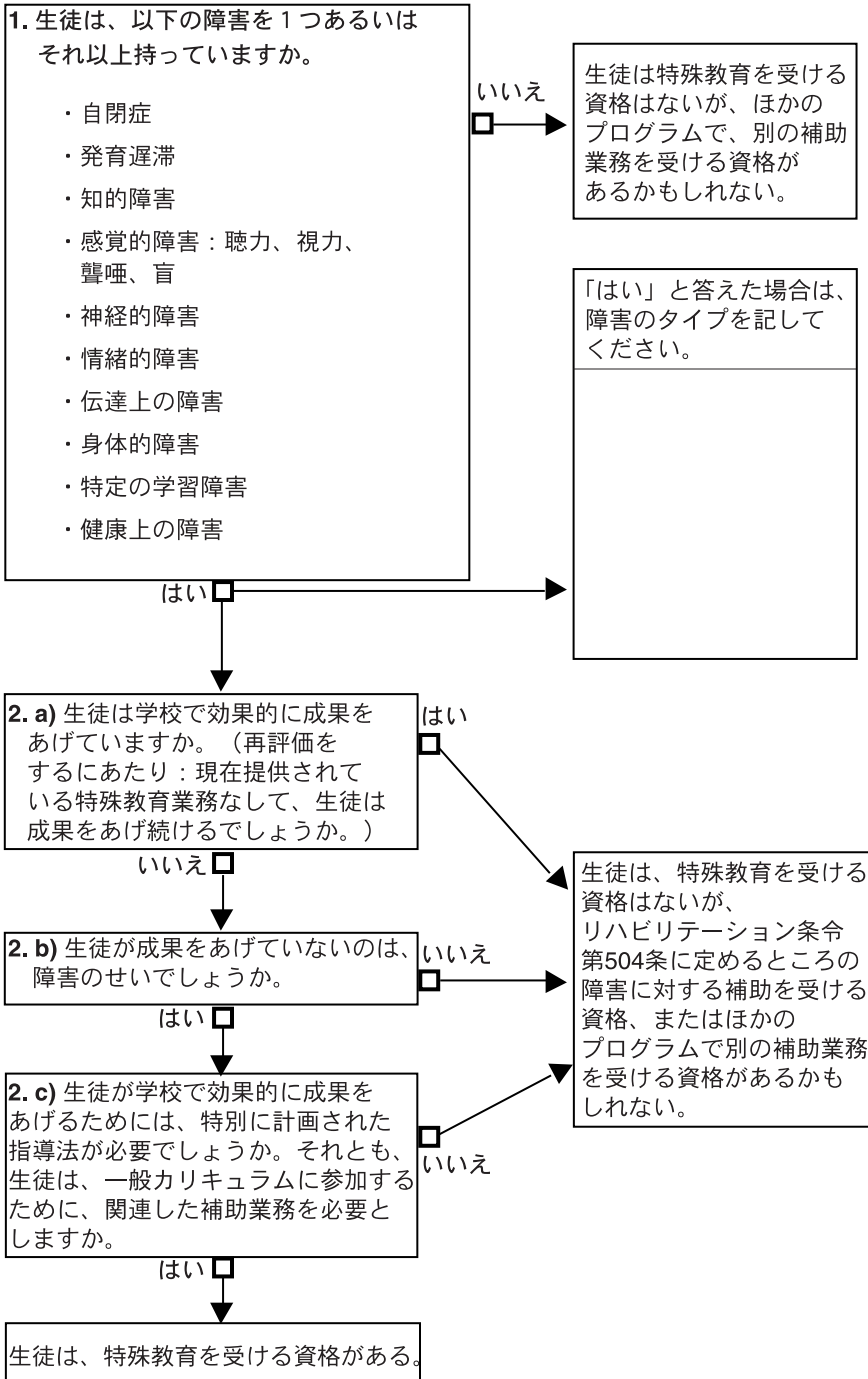 1. 生徒は、以下の障害を１つあるいは
それ以上持っていますか。
・自閉症
・発育遅滞
・知的障害
・感覚的障害：聴力、視力、
聾唖、盲
・神経的障害
・情緒的障害
・伝達上の障害
・身体的障害
・特定の学習障害
・健康上の障害
いいえ
生徒は特殊教育を受ける
資格はないが、ほかの
プログラムで、別の補助
業務を受ける資格が
あるかもしれない。
はい
「はい」と答えた場合は、
障害のタイプを記して
ください。
2. a) 生徒は学校で効果的に成果を
あげていますか。（再評価を
するにあたり：現在提供されて
いる特殊教育業務なして、生徒は
成果をあげ続けるでしょうか。）
はい
いいえ
2. b) 生徒が成果をあげていないのは、
障害のせいでしょうか。
いいえ
はい
生徒は、特殊教育を受ける
資格はないが、
リハビリテーション条令
第504条に定めるところの
障害に対する補助を受ける
資格、またはほかの
プログラムで別の補助業務
を受ける資格があるかも
しれない。
2. c) 生徒が学校で効果的に成果を
あげるためには、特別に計画された
指導法が必要でしょうか。それとも、
生徒は、一般カリキュラムに参加する
ために、関連した補助業務を必要と
しますか。
いいえ
はい
生徒は、特殊教育を受ける資格がある。